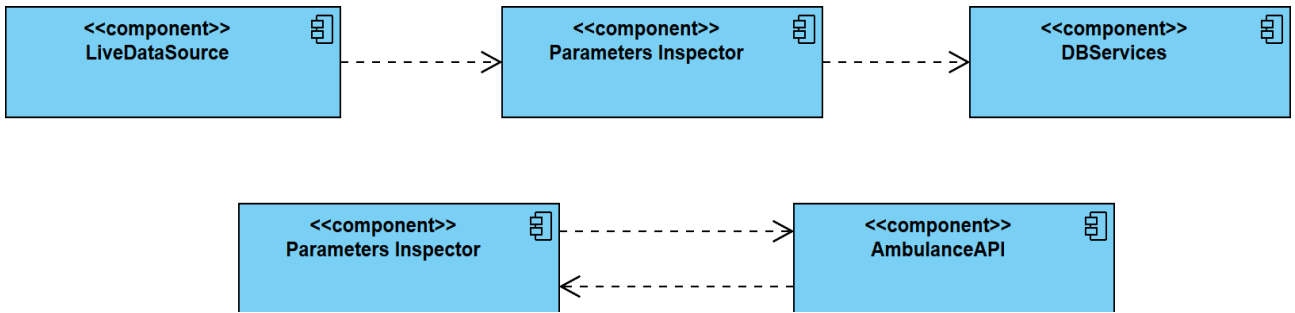 <<component>>
LiveDataSource
<<component>>
Parameters Inspector
<<component>>
DBServices
<<component>>
Parameters Inspector
<<component>>
AmbulanceAPI